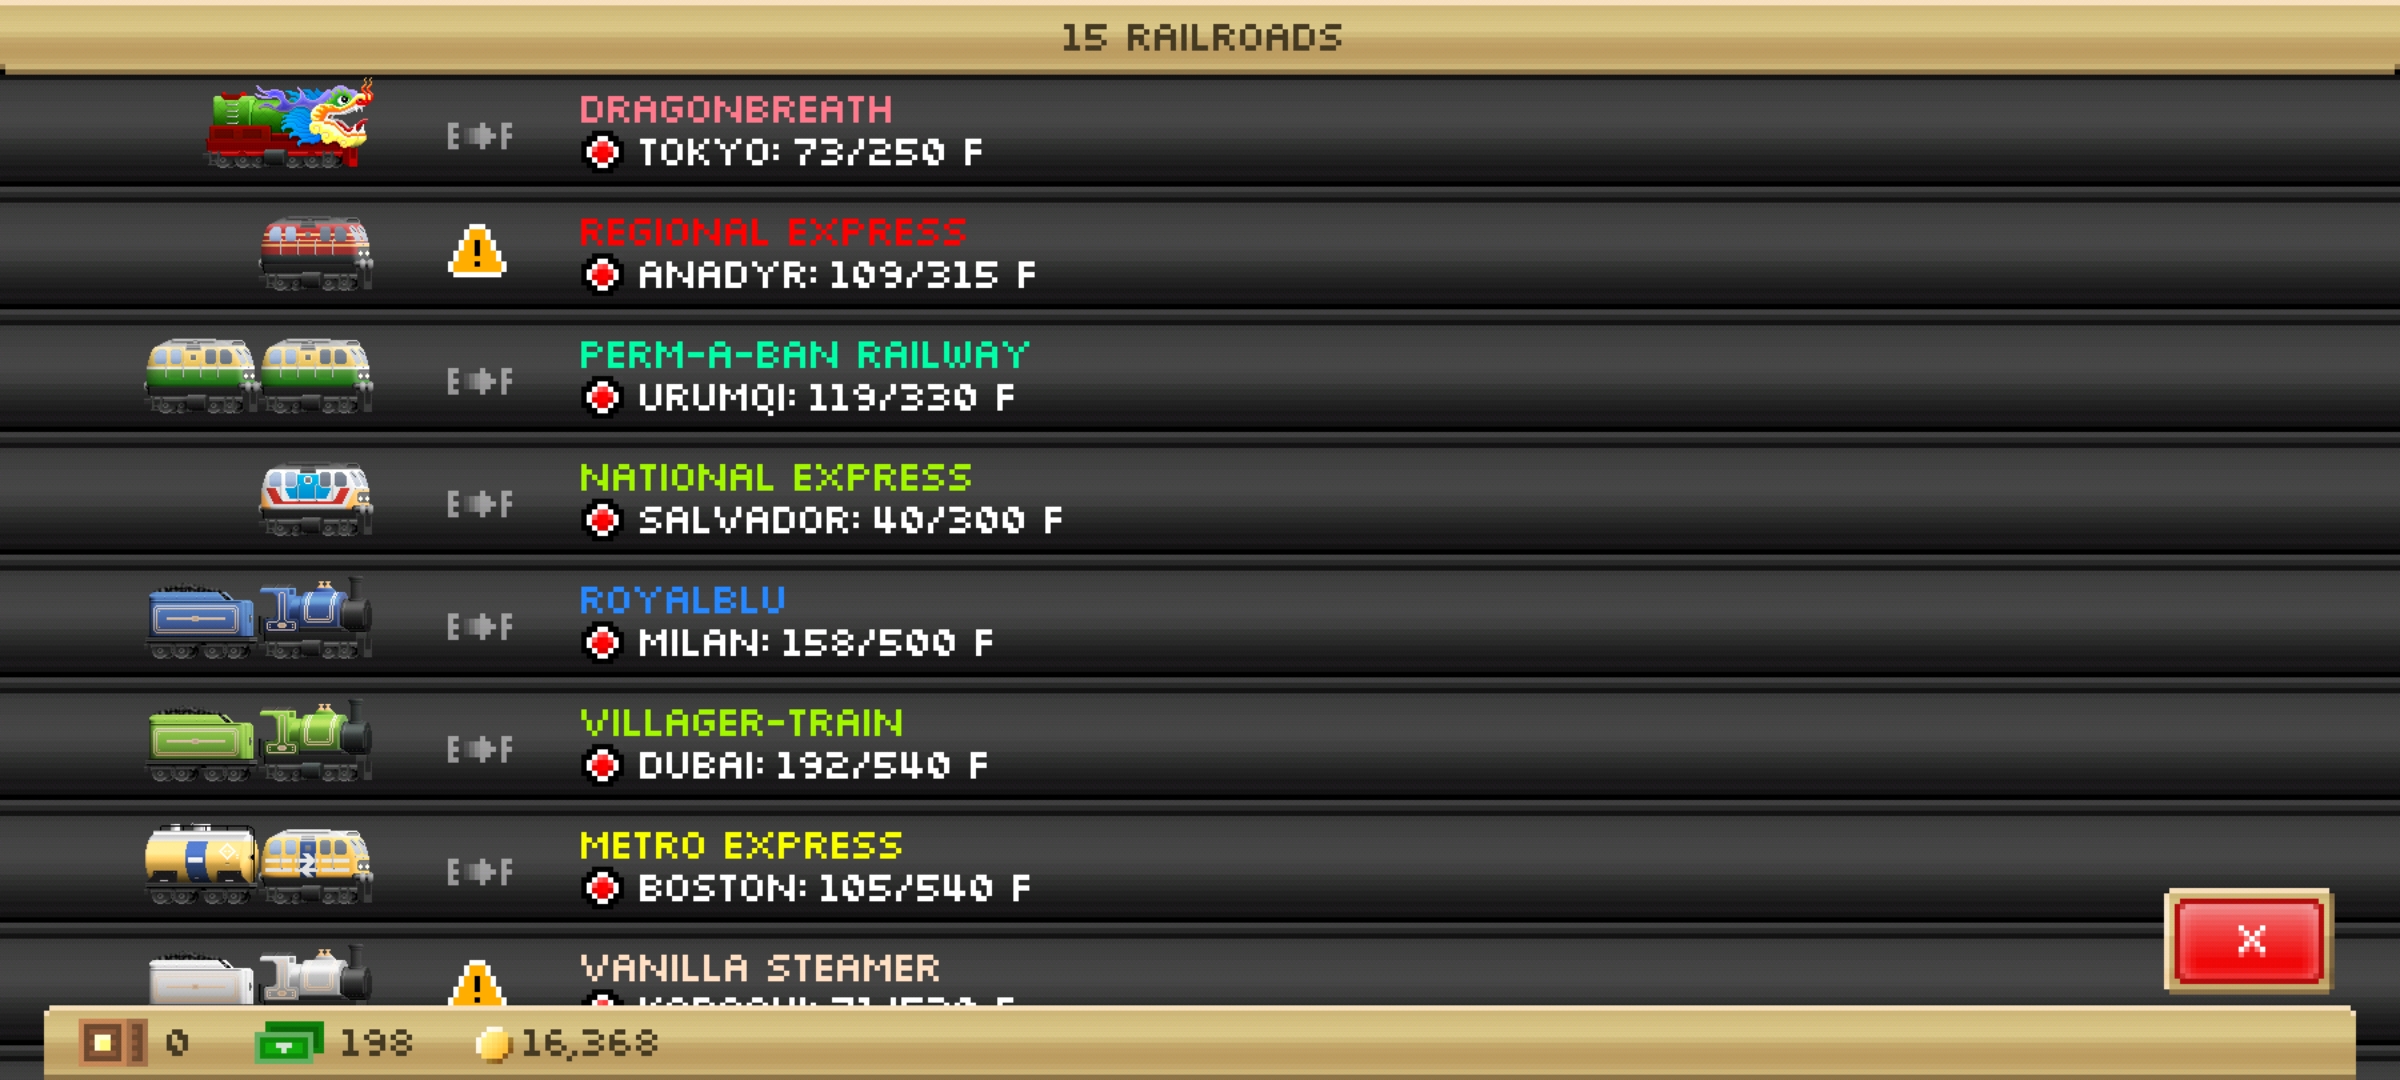 15 RAILROADS
DRAGONBREATH
E F TOKYO: 73/250 F
REGIONAL EXPRESS
! ANADYR: 109/315 F
PERM-A-BAN RAILWAY
E F URUMQI: 119/330 F
NATIONAL EXPRESS
E F SALVADOR: 40/300 F
ROYALBLU
E F MILAN: 158/500 F
VILLAGER-TRAIN
E F DUBAI: 192/540 F
METRO EXPRESS
E F BOSTON: 105/540 F
X
VANILLA STEAMER
!
0 198 16,368